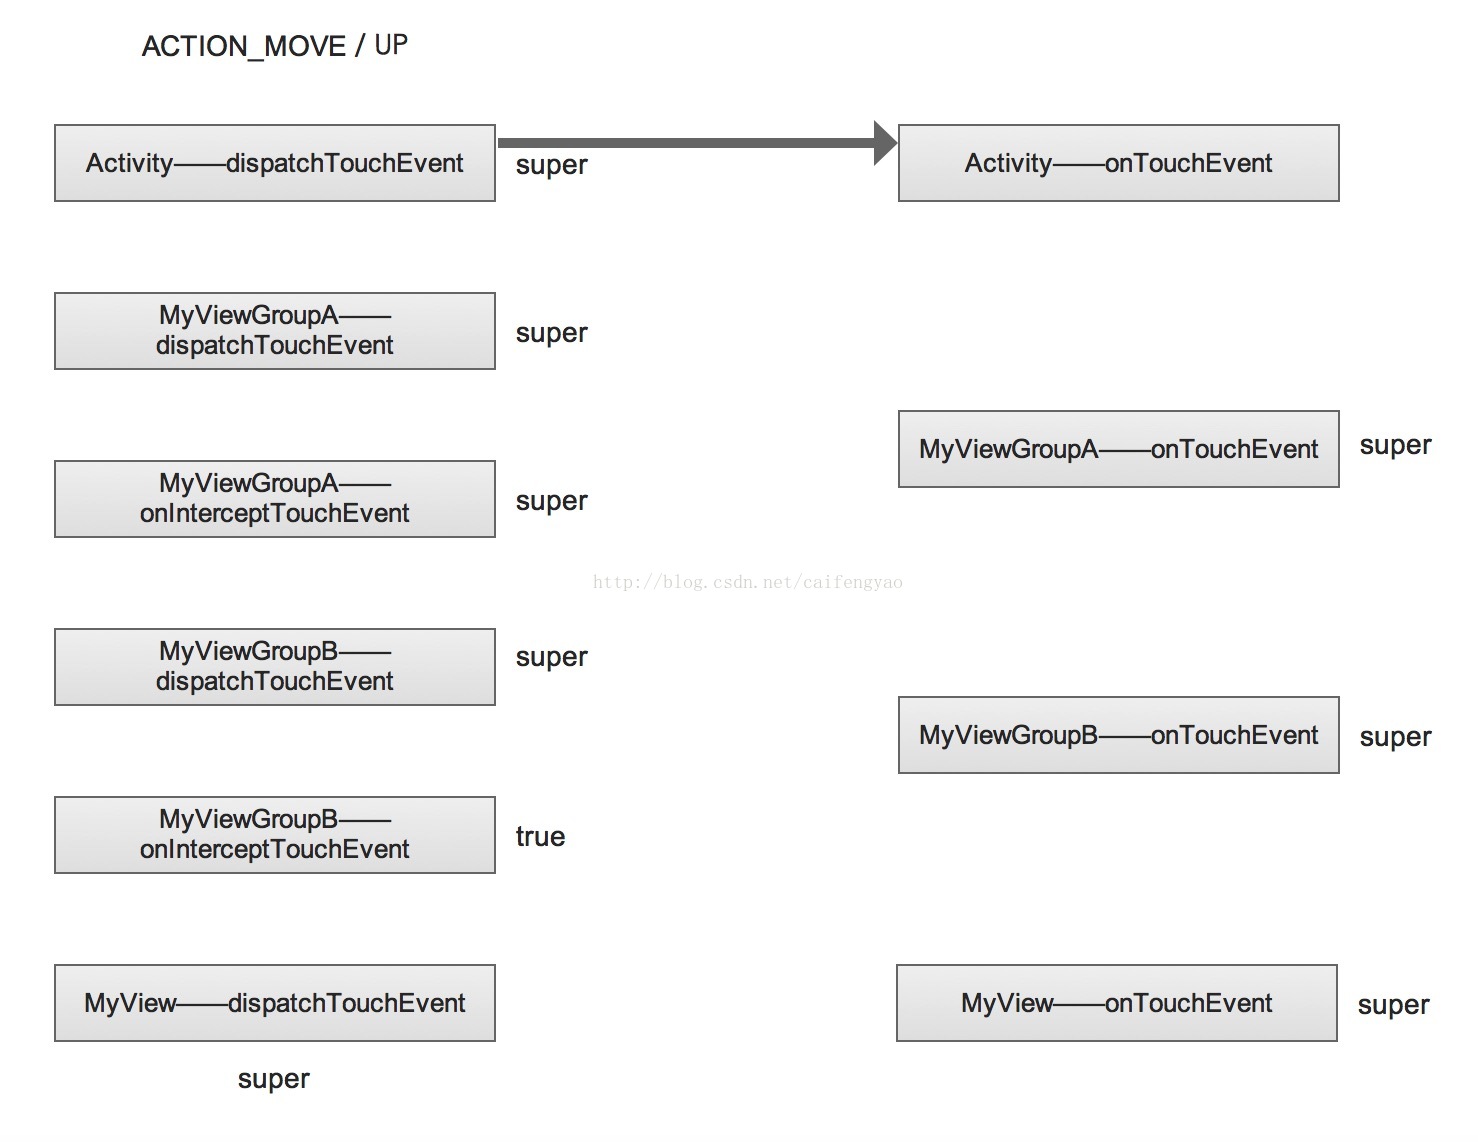 ACTION_MOVE / UP
Activity——dispatchTouchEvent
super
Activity——onTouchEvent
MyViewGroupA——
dispatchTouchEvent
super
MyViewGroupA——onTouchEvent
super
MyViewGroupA——
onInterceptTouchEvent
super
http://blog.csdn.net/caifengyao
MyViewGroupB——
dispatchTouchEvent
super
MyViewGroupB——onTouchEvent
super
MyViewGroupB——
onInterceptTouchEvent
true
MyView——dispatchTouchEvent
super
MyView——onTouchEvent
super